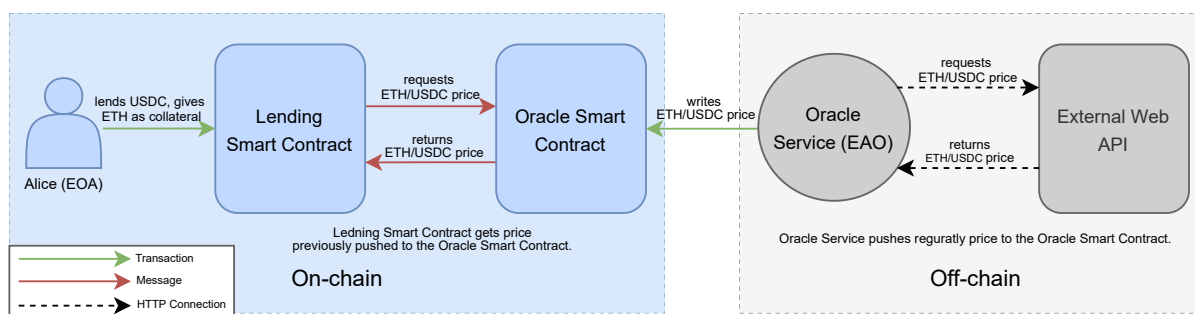 lends USDC, gives
ETH as collateral
Alice (EOA)
Lending
Smart Contract
requests
ETH/USDC price
returns
ETH/USDC price
Oracle Smart
Contract
writes
ETH/USDC price
Oracle
Service (EAO)
requests
ETH/USDC price
returns
ETH/USDC price
External Web
API
Ledning Smart Contract gets price
previously pushed to the Oracle Smart Contract.
Oracle Service pushes reguratly price to the Oracle Smart Contract.
Transaction
Message
HTTP Connection
On-chain
Off-chain